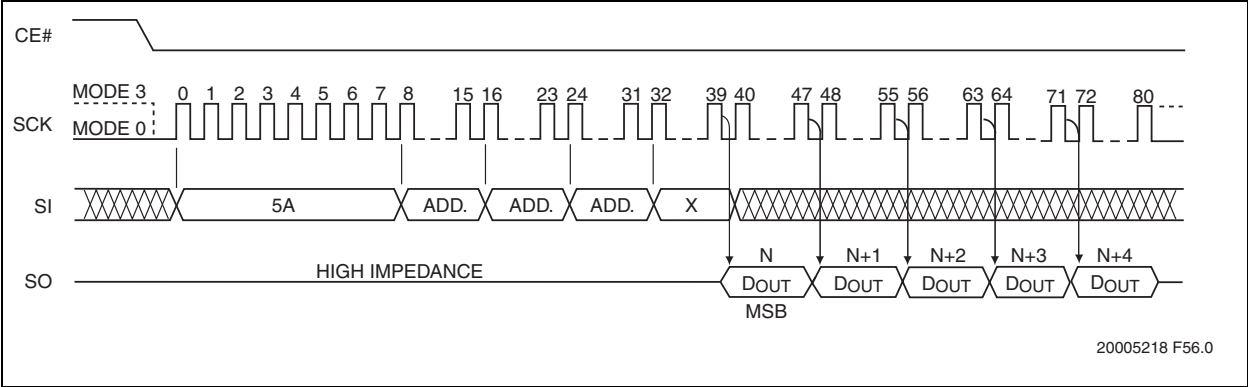 CE#
MODE 3 0 1 2 3 4 5 6 7 8 15 16 23 24 31 32 39 40 47 48 55 56 63 64 71 72 80
SCK MODE 0
SI 5A ADD. ADD. ADD. X
N N+1 N+2 N+3 N+4
SO HIGH IMPEDANCE DOUT DOUT DOUT DOUT DOUT
MSB
20005218 F56.0